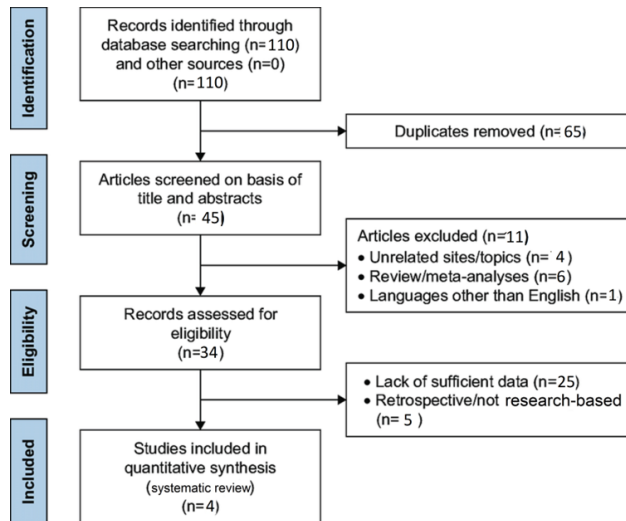 Identification
Records identified through
database searching (n=110)
and other sources (n=0)
(n=110)
Duplicates removed (n=65)
Screening
Articles screened on basis of
title and abstracts
(n= 45)
Articles excluded (n=11)
• Unrelated sites/topics (n= 4)
• Review/meta-analyses (n=6)
• Languages other than English (n=1)
Eligibility
Records assessed for
eligibility
(n=34)
• Lack of sufficient data (n=25)
• Retrospective/not research-based
(n= 5 )
Included
Studies included in
quantitative synthesis
(systematic review)
(n=4)